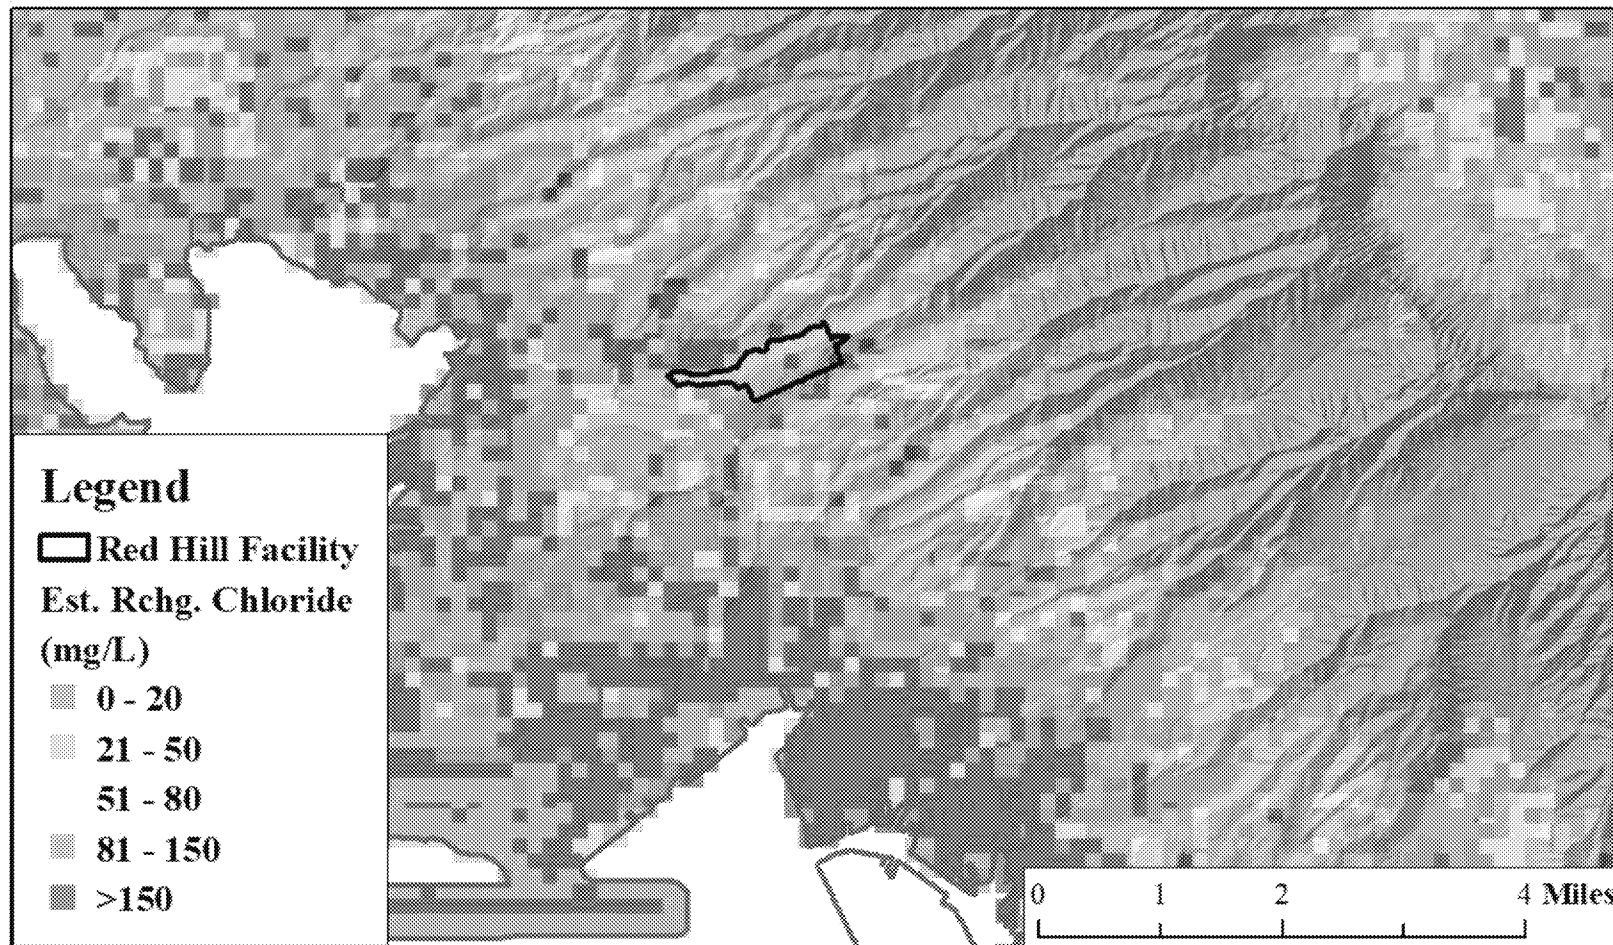 Legend
Red Hill Facility
Est. Rchg. Chloride
(mg/L)
0 - 20
21 - 50
51 - 80
81 - 150
>150
0 1 2 4 Miles